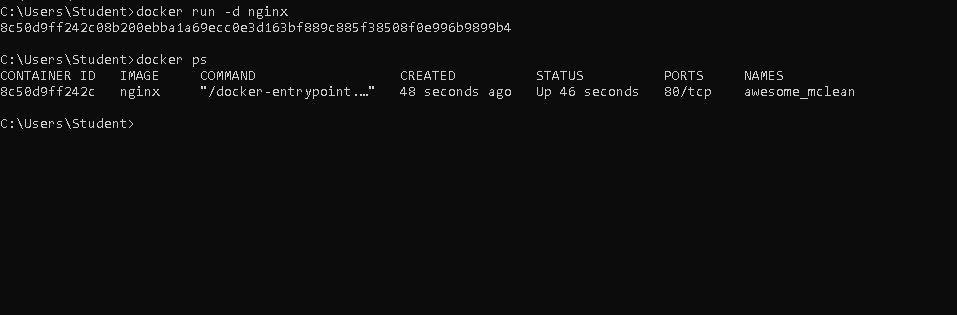 C:\Users\Student>docker run -d nginx
8c50d9ff242c08b200ebba1a69ecc0e3d163bf889c885f38508f0e996b9899b4
C:\Users\Student>docker ps
CONTAINER ID   IMAGE     COMMAND                  CREATED          STATUS          PORTS     NAMES
8c50d9ff242c   nginx     "/docker-entrypoint.…"   48 seconds ago   Up 46 seconds   80/tcp    awesome_mclean
C:\Users\Student>